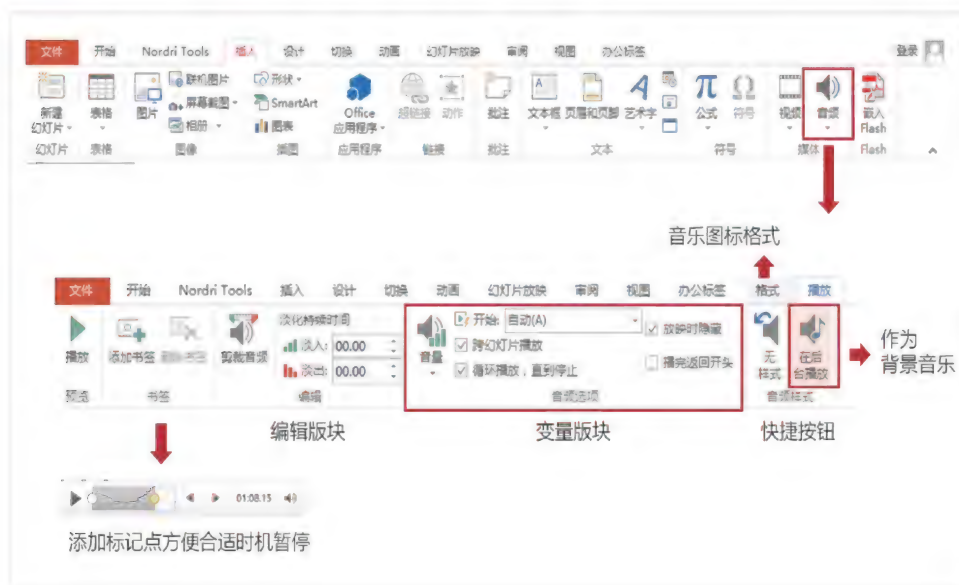 文件 开始 Nordri Tools 插入 设计 切换 动画 幻灯片放映 审阅 视图 办公标签 登录
新建 幻灯片 表格 图片 联机图片 屏幕截图 相册 形状 SmartArt 图表 Office 应用程序 超链接 动作 批注 文本框 页眉和页脚 艺术字 公式 符号 视频 音频 嵌入 Flash
幻灯片 表格 图像 插图 应用程序 链接 批注 文本 符号 媒体 Flash
音乐图标格式
文件 开始 Nordri Tools 插入 设计 切换 动画 幻灯片放映 审阅 视图 办公标签 格式 播放
淡化持续时间 开始: 自动(A) 放映时隐藏
播放 添加书签 删除书签 剪裁音频 淡入: 00.00 音量 跨幻灯片播放 播完返回开头 无 样式 在后 台播放
淡出: 00.00 循环播放，直到停止
预览 书签 编辑 音频选项 音频样式
作为
背景音乐
编辑版块 变量版块 快捷按钮
01:08.15
添加标记点方便合适时机暂停